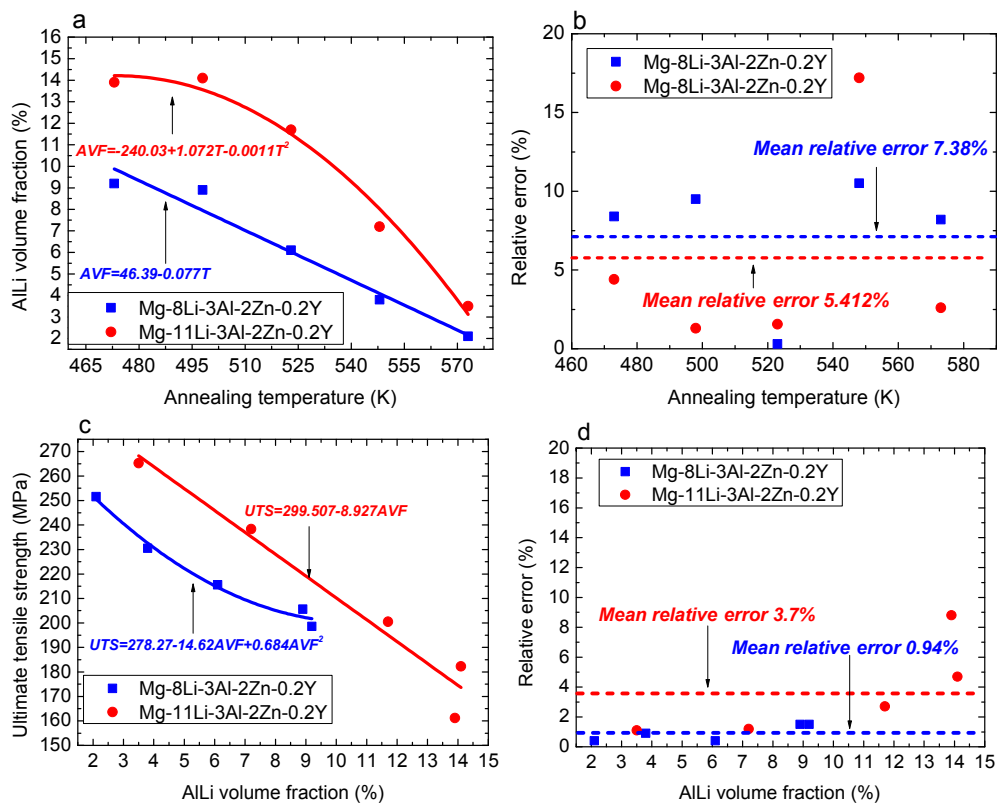 a
16
15
14
13
12
11
10
9
8
7
6
5
4
3
2
AlLi volume fraction (%)
AVF=-240.03+1.072T-0.0011T²
AVF=46.39-0.077T
Mg-8Li-3Al-2Zn-0.2Y
Mg-11Li-3Al-2Zn-0.2Y
465 480 495 510 525 540 555 570
Annealing temperature (K)
b
20
15
10
5
0
Relative error (%)
Mg-8Li-3Al-2Zn-0.2Y
Mg-8Li-3Al-2Zn-0.2Y
Mean relative error 7.38%
Mean relative error 5.412%
460 480 500 520 540 560 580
Annealing temperature (K)
c
270
260
250
240
230
220
210
200
190
180
170
160
150
Ultimate tensile strength (MPa)
UTS=299.507-8.927AVF
UTS=278.27-14.62AVF+0.684AVF²
Mg-8Li-3Al-2Zn-0.2Y
Mg-11Li-3Al-2Zn-0.2Y
2 3 4 5 6 7 8 9 10 11 12 13 14 15
AlLi volume fraction (%)
d
20
18
16
14
12
10
8
6
4
2
0
Relative error (%)
Mg-8Li-3Al-2Zn-0.2Y
Mg-11Li-3Al-2Zn-0.2Y
Mean relative error 3.7%
Mean relative error 0.94%
2 3 4 5 6 7 8 9 10 11 12 13 14 15
AlLi volume fraction (%)